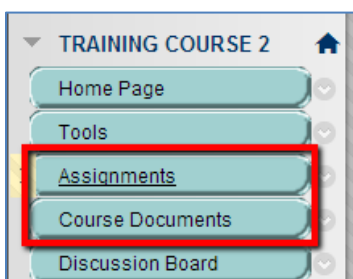 TRAINING COURSE 2
Home Page
Tools
Assignments
Course Documents
Discussion Board